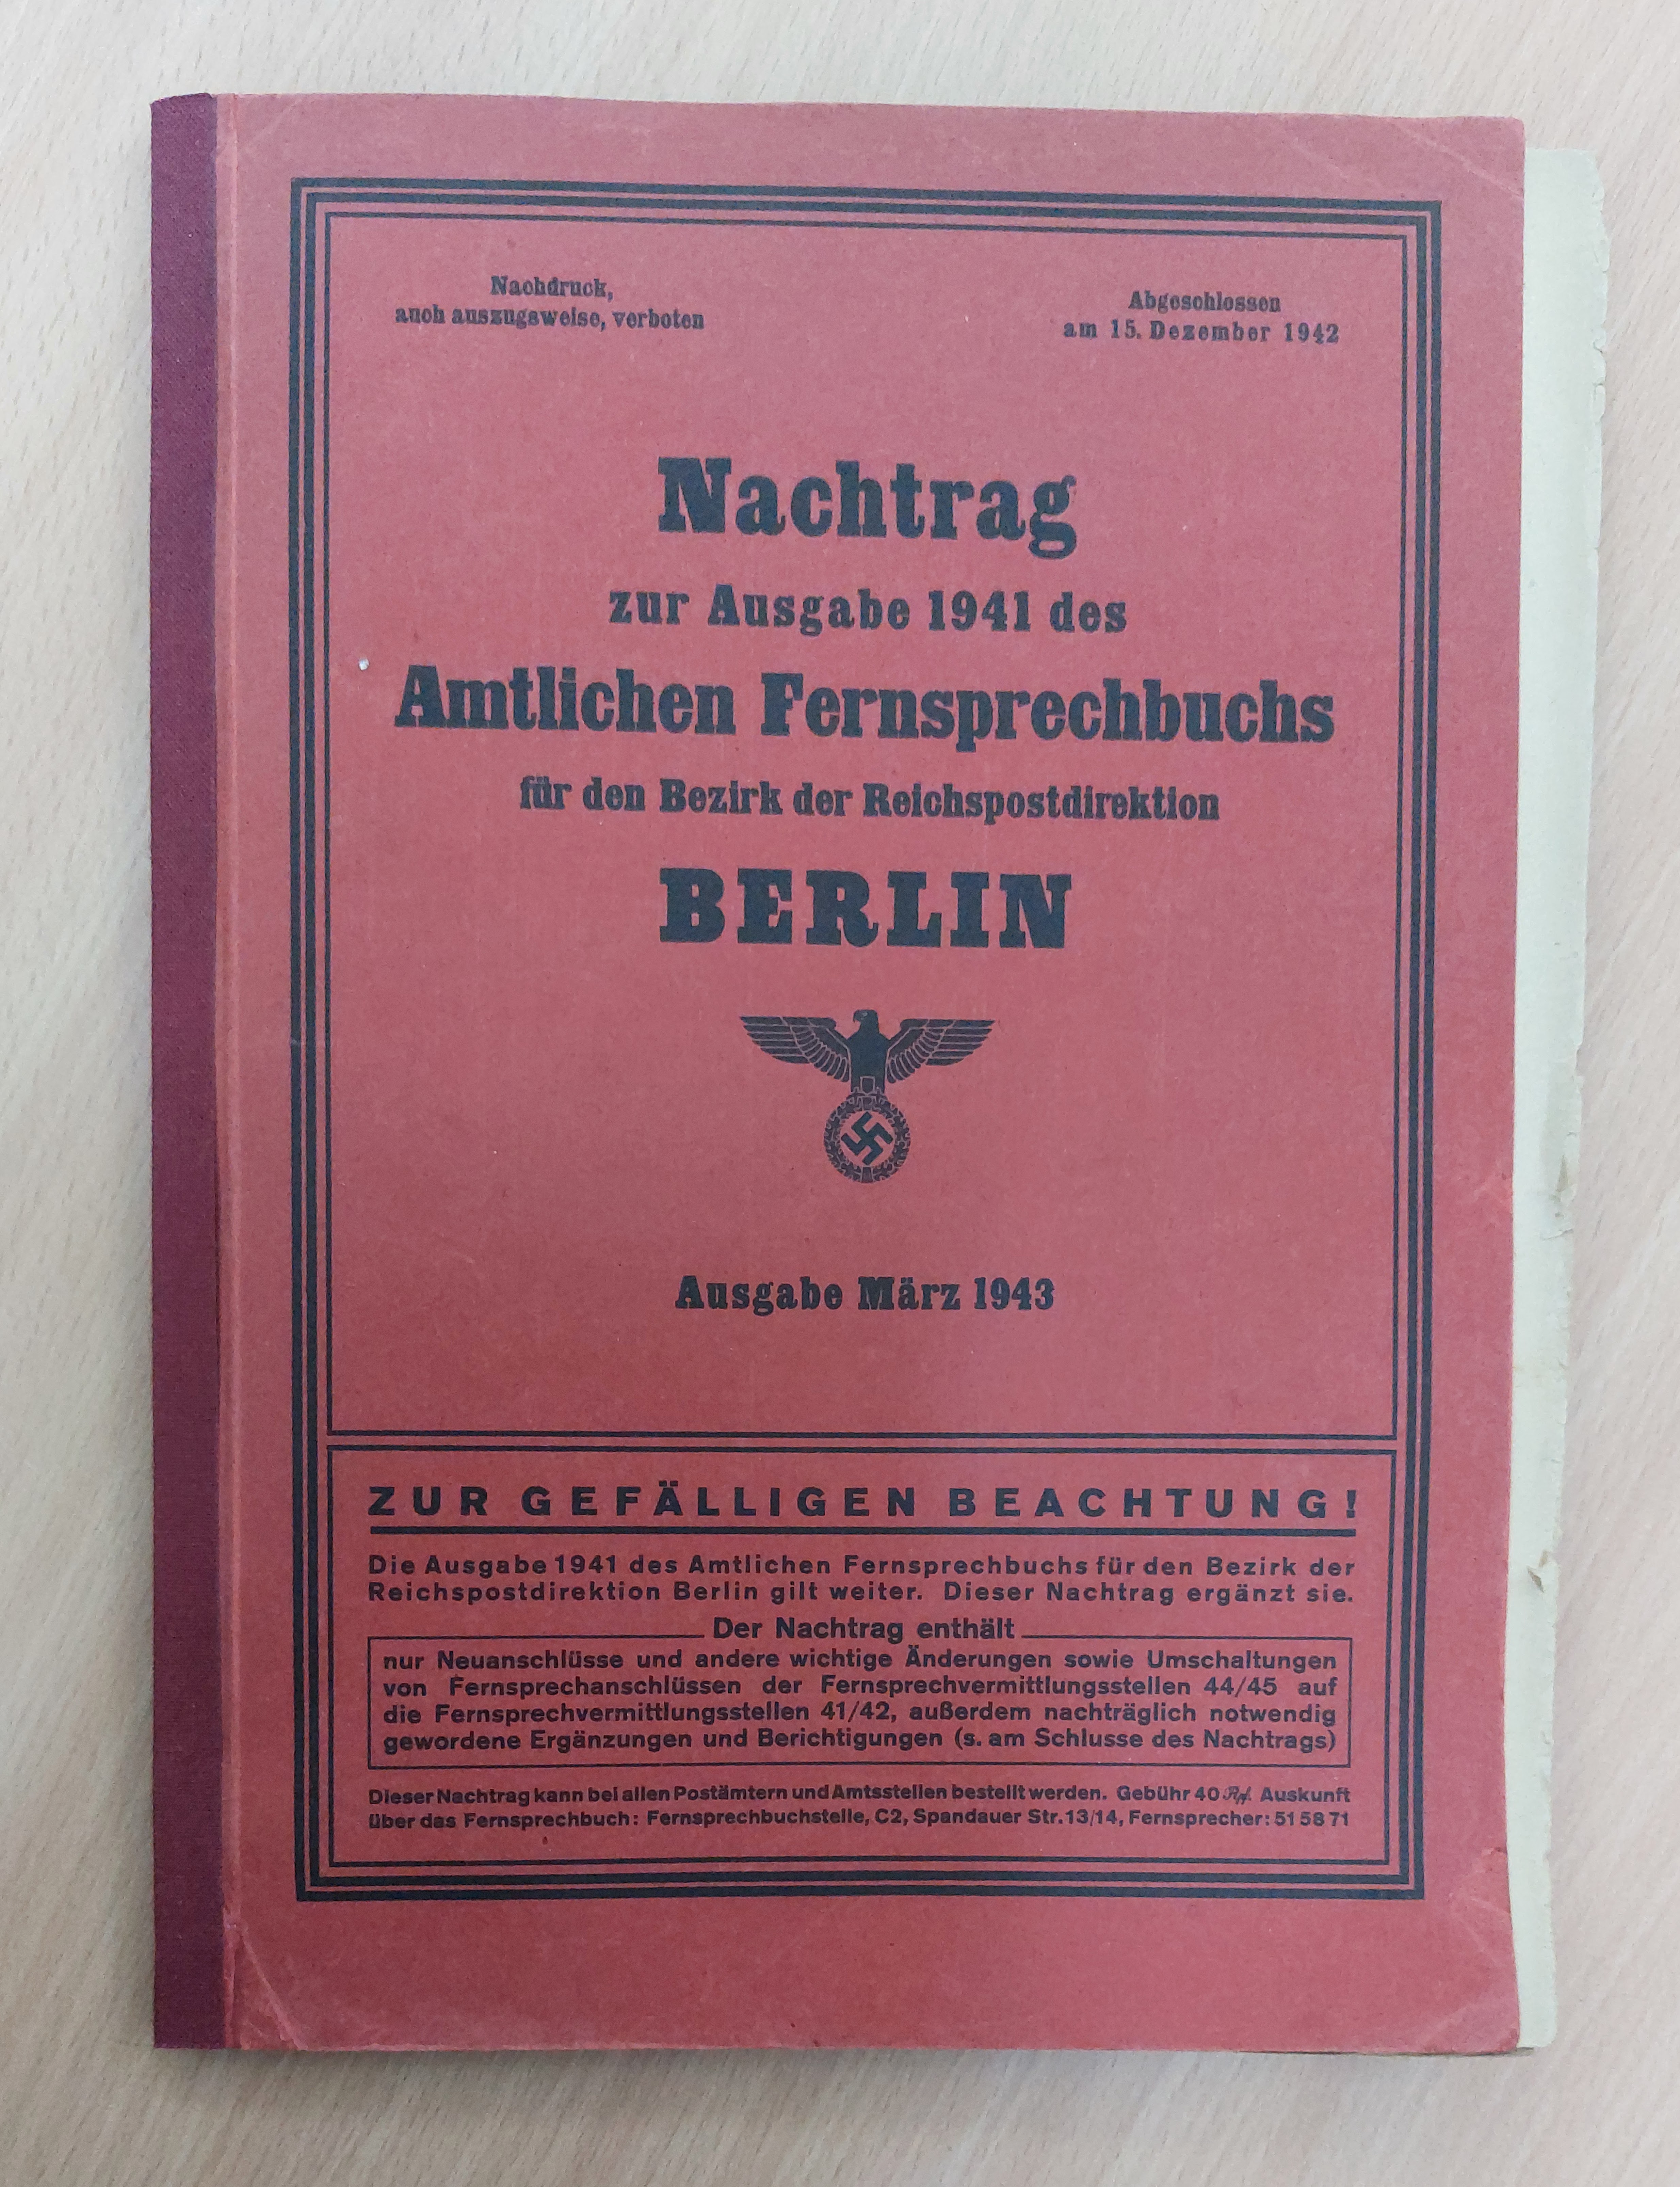 Nachdruck,
auch auszugsweise, verboten
Abgeschlossen
am 15. Dezember 1942
Nachtrag
zur Ausgabe 1941 des
Amtlichen Fernsprechbuchs
für den Bezirk der Reichspostdirektion
BERLIN
Ausgabe März 1943
ZUR GEFÄLLIGEN BEACHTUNG!
Die Ausgabe 1941 des Amtlichen Fernsprechbuchs für den Bezirk der
Reichspostdirektion Berlin gilt weiter. Dieser Nachtrag ergänzt sie.
Der Nachtrag enthält
nur Neuanschlüsse und andere wichtige Änderungen sowie Umschaltungen
von Fernsprechanschlüssen der Fernsprechvermittlungsstellen 44/45 auf
die Fernsprechvermittlungsstellen 41/42, außerdem nachträglich notwendig
gewordene Ergänzungen und Berichtigungen (s. am Schlusse des Nachtrags)
Dieser Nachtrag kann bei allen Postämtern und Amtsstellen bestellt werden. Gebühr 40 Rpf. Auskunft
über das Fernsprechbuch: Fernsprechbuchstelle, C2, Spandauer Str. 13/14, Fernsprecher: 51 58 71